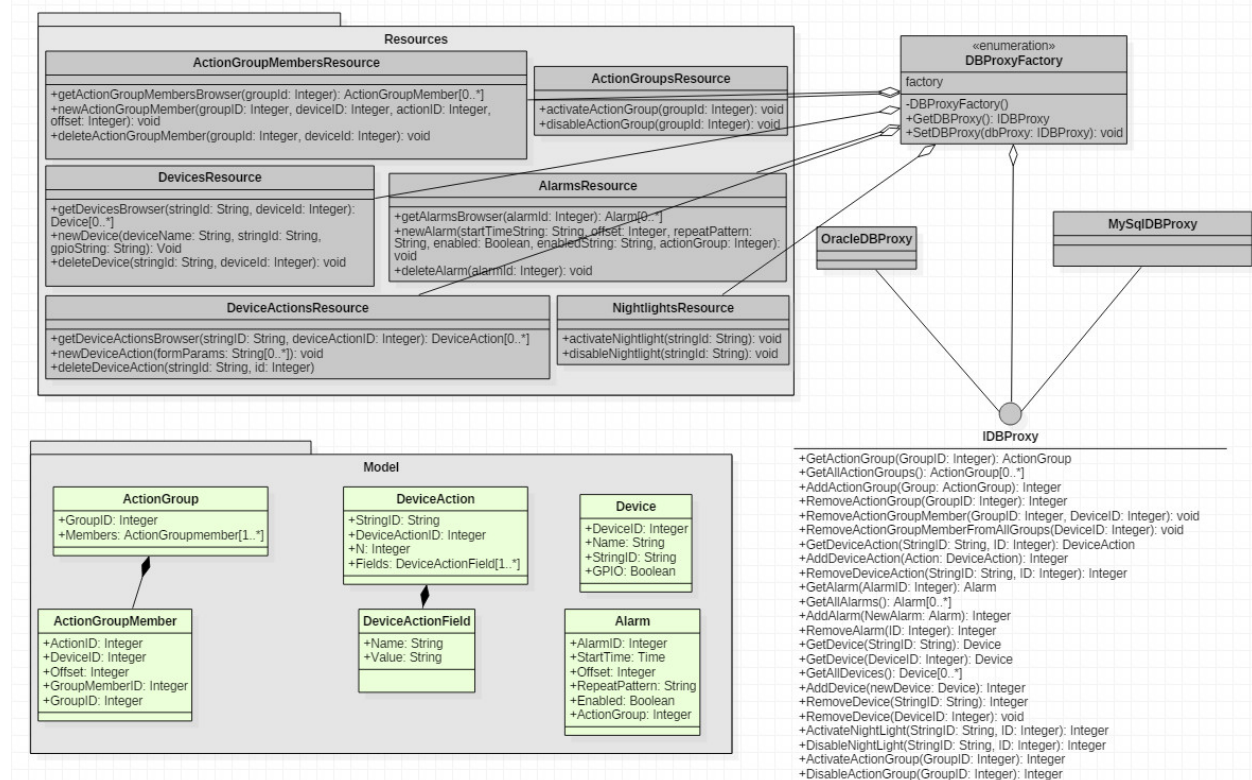 Resources
ActionGroupMembersResource
+getActionGroupMembersBrowser(groupId: Integer): ActionGroupMember[0..*]
+newActionGroupMember(groupID: Integer, deviceID: Integer, actionID: Integer,
offset: Integer): void
+deleteActionGroupMember(groupId: Integer, deviceId: Integer): void
ActionGroupsResource
+activateActionGroup(groupId: Integer): void
+disableActionGroup(groupId: Integer): void
DevicesResource
+getDevicesBrowser(stringId: String, deviceId: Integer):
Device[0..*]
+newDevice(deviceName: String, stringId: String,
gpioString: String): Void
+deleteDevice(stringId: String, deviceId: Integer): void
AlarmsResource
+getAlarmsBrowser(alarmId: Integer): Alarm[0..*]
+newAlarm(startTimeString: String, offset: Integer, repeatPattern:
String, enabled: Boolean, enabledString: String, actionGroup: Integer):
void
+deleteAlarm(alarmId: Integer): void
DeviceActionsResource
+getDeviceActionsBrowser(stringID: String, deviceActionID: Integer): DeviceAction[0..*]
+newDeviceAction(formParams: String[0..*]): void
+deleteDeviceAction(stringId: String, id: Integer)
NightlightsResource
+activateNightlight(stringId: String): void
+disableNightlight(stringId: String): void
«enumeration»
DBProxyFactory
factory
-DBProxyFactory()
+GetDBProxy(): IDBProxy
+SetDBProxy(dbProxy: IDBProxy): void
OracleDBProxy
MySqlDBProxy
IDBProxy
+GetActionGroup(GroupID: Integer): ActionGroup
+GetAllActionGroups(): ActionGroup[0..*]
+AddActionGroup(Group: ActionGroup): Integer
+RemoveActionGroup(GroupID: Integer): Integer
+RemoveActionGroupMember(GroupID: Integer, DeviceID: Integer): void
+RemoveActionGroupMemberFromAllGroups(DeviceID: Integer): void
+GetDeviceAction(StringID: String, ID: Integer): DeviceAction
+AddDeviceAction(Action: DeviceAction): Integer
+RemoveDeviceAction(StringID: String, ID: Integer): Integer
+GetAlarm(AlarmID: Integer): Alarm
+GetAllAlarms(): Alarm[0..*]
+AddAlarm(NewAlarm: Alarm): Integer
+RemoveAlarm(ID: Integer): Integer
+GetDevice(StringID: String): Device
+GetDevice(DeviceID: Integer): Device
+GetAllDevices(): Device[0..*]
+AddDevice(newDevice: Device): Integer
+RemoveDevice(StringID: String): Integer
+RemoveDevice(DeviceID: Integer): void
+ActivateNightLight(StringID: String, ID: Integer): Integer
+DisableNightLight(StringID: String, ID: Integer): Integer
+ActivateActionGroup(GroupID: Integer): Integer
+DisableActionGroup(GroupID: Integer): Integer
Model
ActionGroup
+GroupID: Integer
+Members: ActionGroupmember[1..*]
ActionGroupMember
+ActionID: Integer
+DeviceID: Integer
+Offset: Integer
+GroupMemberID: Integer
+GroupID: Integer
DeviceAction
+StringID: String
+DeviceActionID: Integer
+N: Integer
+Fields: DeviceActionField[1..*]
DeviceActionField
+Name: String
+Value: String
Device
+DeviceID: Integer
+Name: String
+StringID: String
+GPIO: Boolean
Alarm
+AlarmID: Integer
+StartTime: Time
+Offset: Integer
+RepeatPattern: String
+Enabled: Boolean
+ActionGroup: Integer